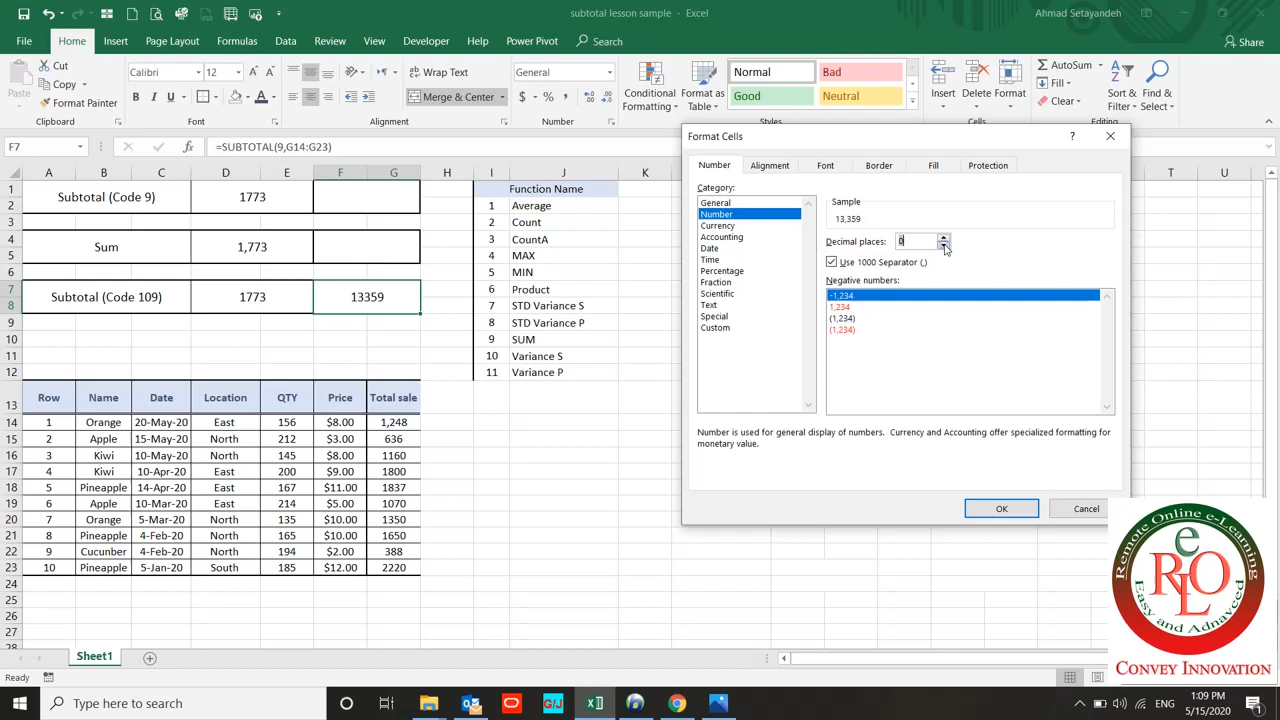 subtotal lesson sample - Excel
Ahmad Setayandeh
File Home Insert Page Layout Formulas Data Review View Developer Help Power Pivot Search Share
Paste
Cut
Copy
Format Painter
Clipboard
Calibri 12
B I U
Font
Wrap Text
Merge & Center
Alignment
General
$ % ,
Number
Conditional Formatting
Format as Table
Normal Bad
Good Neutral
Styles
Insert Delete Format
AutoSum
Fill
Clear
Sort & Filter
Find & Select
Editing
F7 =SUBTOTAL(9,G14:G23)
A B C D E F G H I J K T U
1 Subtotal (Code 9) 1773 Function Name
2 1 Average
3 2 Count
4 Sum 1,773 3 CountA
5 4 MAX
6 5 MIN
7 Subtotal (Code 109) 1773 13359 6 Product
8 7 STD Variance S
9 8 STD Variance P
10 9 SUM
11 10 Variance S
12 11 Variance P
13 Row Name Date Location QTY Price Total sale
14 1 Orange 20-May-20 East 156 $8.00 1,248
15 2 Apple 15-May-20 North 212 $3.00 636
16 3 Kiwi 10-May-20 North 145 $8.00 1160
17 4 Kiwi 10-Apr-20 East 200 $9.00 1800
18 5 Pineapple 14-Apr-20 East 167 $11.00 1837
19 6 Apple 10-Mar-20 East 214 $5.00 1070
20 7 Orange 5-Mar-20 North 135 $10.00 1350
21 8 Pineapple 4-Feb-20 North 165 $10.00 1650
22 9 Cucunber 4-Feb-20 North 194 $2.00 388
23 10 Pineapple 5-Jan-20 South 185 $12.00 2220
24
25
26
27
28
Format Cells ?
Number Alignment Font Border Fill Protection
Category:
General
Number
Currency
Accounting
Date
Time
Percentage
Fraction
Scientific
Text
Special
Custom
Sample
13,359
Decimal places: 0
Use 1000 Separator (,)
Negative numbers:
-1,234
1,234
(1,234)
(1,234)
Number is used for general display of numbers. Currency and Accounting offer specialized formatting for
monetary value.
OK Cancel
Remote Online e-Learning
e
RLO
Easy and Adnavced
CONVEY INNOVATION
Sheet1
Ready
Type here to search
G/J
ENG
1:09 PM
5/15/2020
1